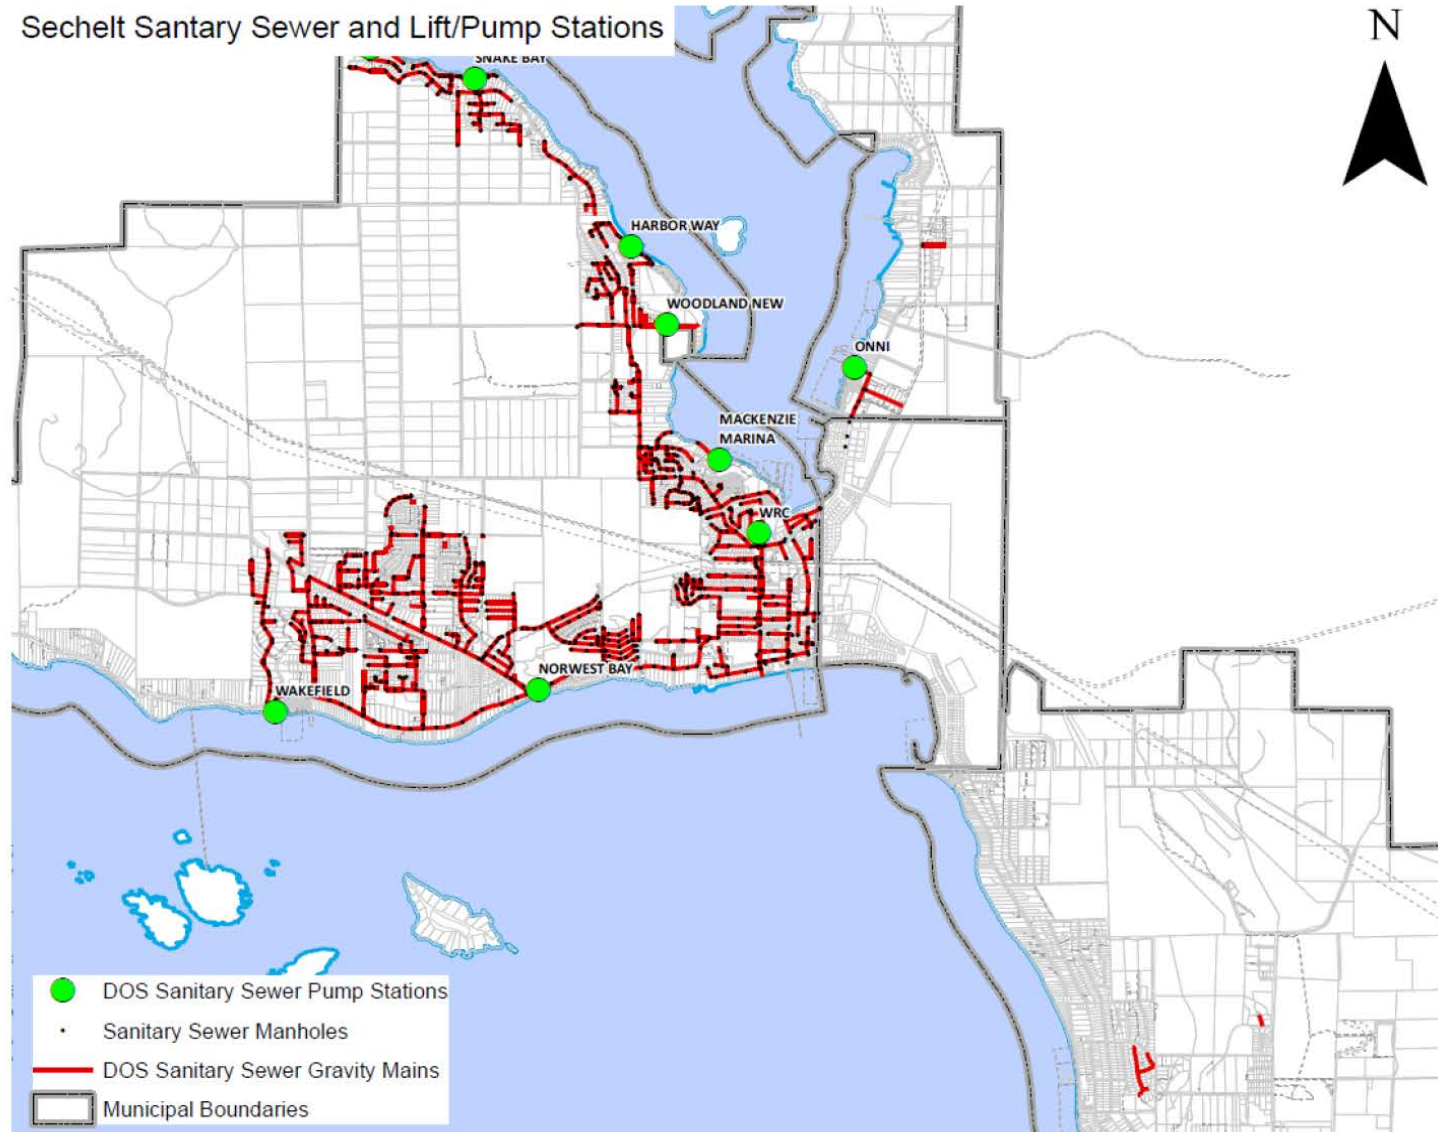 Sechelt Santary Sewer and Lift/Pump Stations
N
SNAKE BAY
HARBOR WAY
WOODLAND NEW
ONNI
MACKENZIE
MARINA
WRC
NORWEST BAY
WAKEFIELD
DOS Sanitary Sewer Pump Stations
Sanitary Sewer Manholes
DOS Sanitary Sewer Gravity Mains
Municipal Boundaries